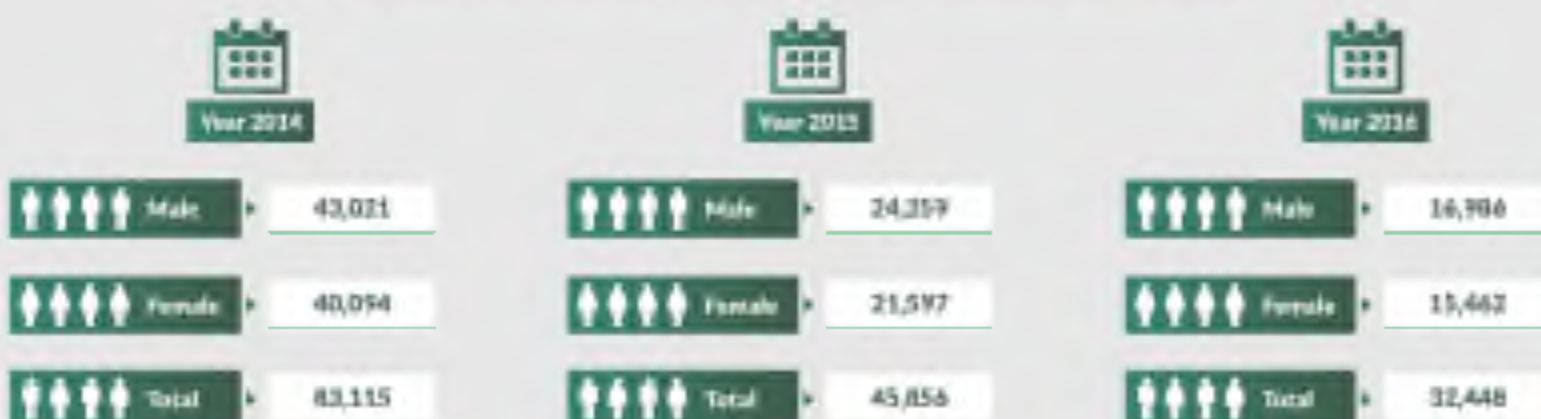 Year 2014
Male 43,021
Female 40,094
Total 83,115
Year 2015
Male 24,259
Female 21,597
Total 45,856
Year 2016
Male 16,986
Female 15,462
Total 32,448